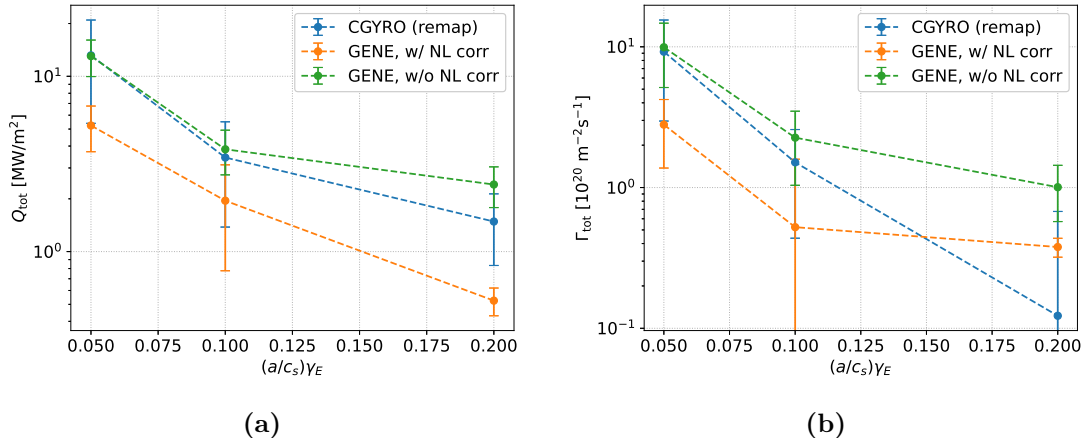 CGYRO (remap)
GENE, w/ NL corr
GENE, w/o NL corr
Q_tot [MW/m²]
10¹
10⁰
0.050 0.075 0.100 0.125 0.150 0.175 0.200
(a/c_s)γ_E
(a)
CGYRO (remap)
GENE, w/ NL corr
GENE, w/o NL corr
Γ_tot [10²⁰ m⁻²s⁻¹]
10¹
10⁰
10⁻¹
0.050 0.075 0.100 0.125 0.150 0.175 0.200
(a/c_s)γ_E
(b)